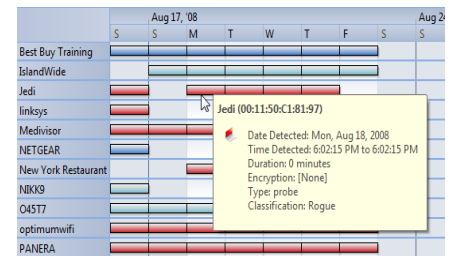 Aug 17, '08 Aug 24
S S M T W T F S S
Best Buy Training
IslandWide
Jedi
linksys
Medivisor
NETGEAR
New York Restaurant
NIKK9
O45T7
optimumwifi
PANERA
Jedi (00:11:50:C1:81:97)
Date Detected: Mon, Aug 18, 2008
Time Detected: 6:02:15 PM to 6:02:15 PM
Duration: 0 minutes
Encryption: [None]
Type: probe
Classification: Rogue